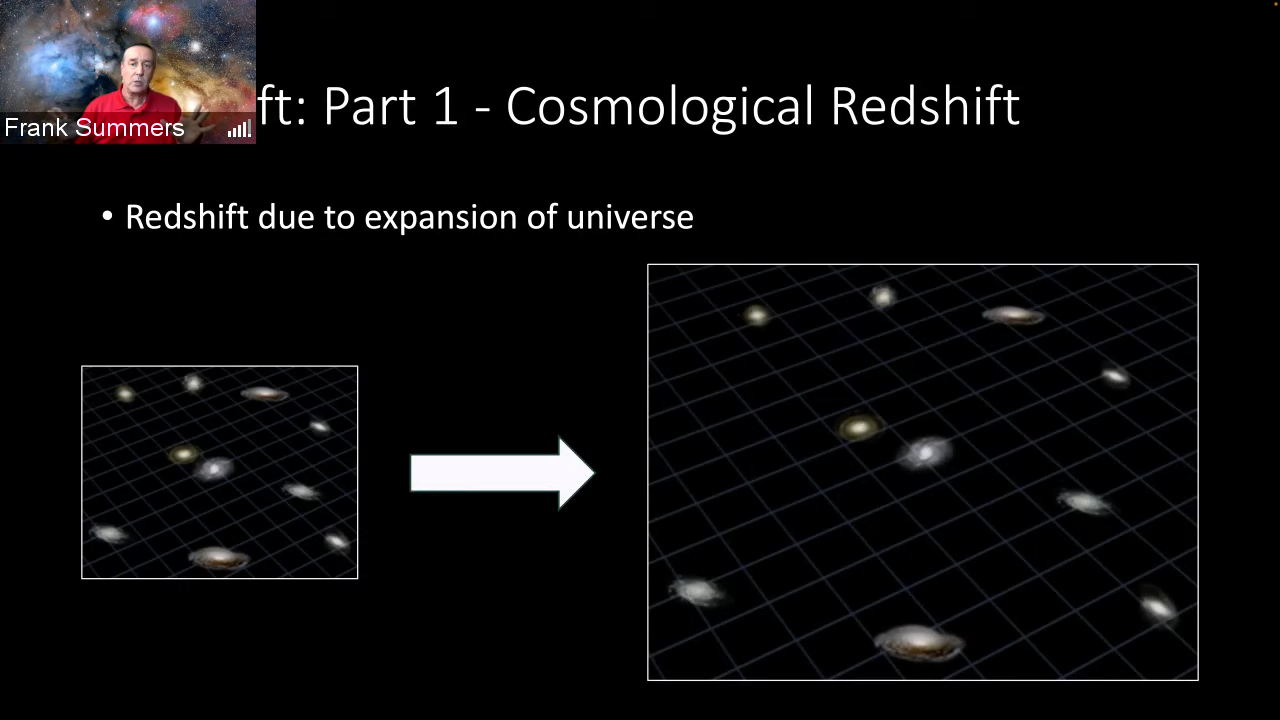 ft: Part 1 - Cosmological Redshift
Frank Summers
• Redshift due to expansion of universe